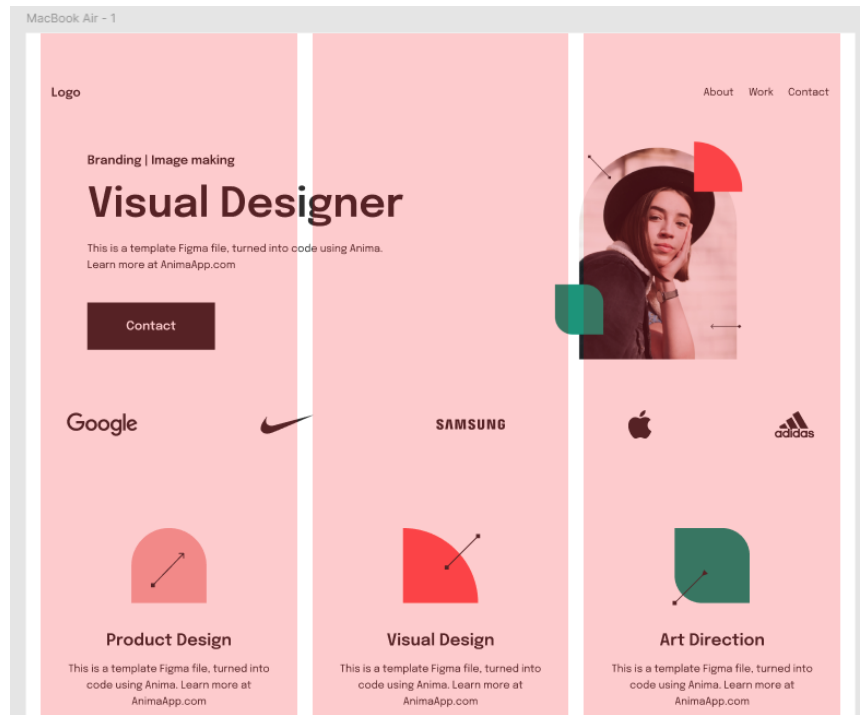 MacBook Air - 1
Logo
About Work Contact
Branding | Image making
Visual Designer
This is a template Figma file, turned into code using Anima.
Learn more at AnimaApp.com
Contact
Google
SAMSUNG
adidas
Product Design
This is a template Figma file, turned into
code using Anima. Learn more at
AnimaApp.com
Visual Design
This is a template Figma file, turned into
code using Anima. Learn more at
AnimaApp.com
Art Direction
This is a template Figma file, turned into
code using Anima. Learn more at
AnimaApp.com